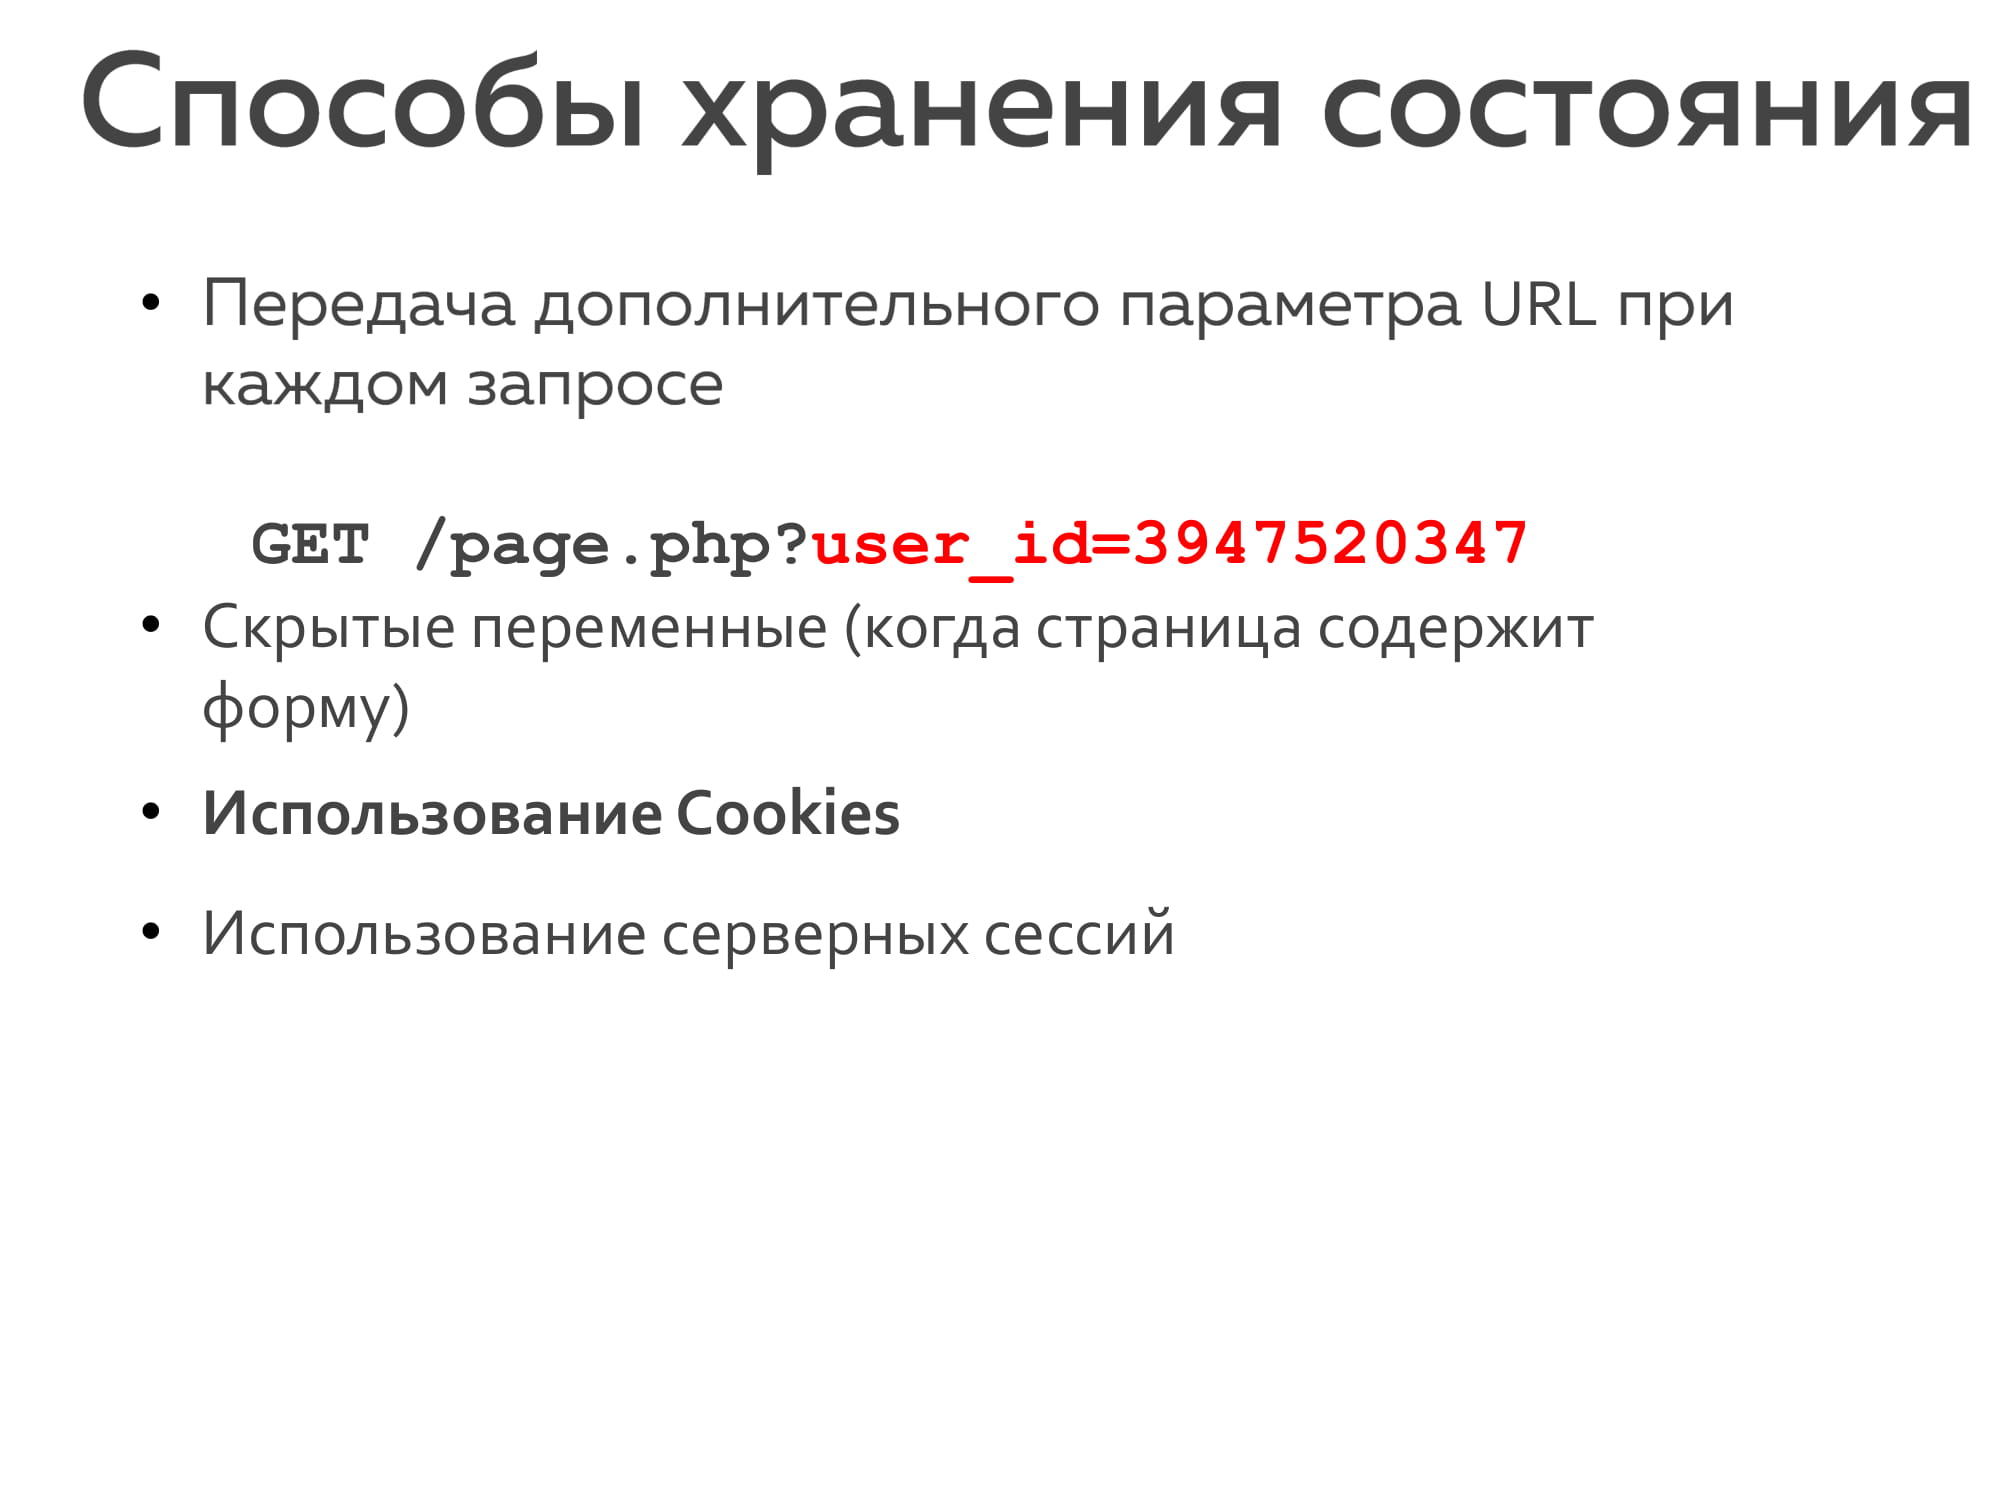 Способы хранения состояния
• Передача дополнительного параметра URL при
каждом запросе
GET /page.php?user_id=3947520347
• Скрытые переменные (когда страница содержит
форму)
• Использование Cookies
• Использование серверных сессий